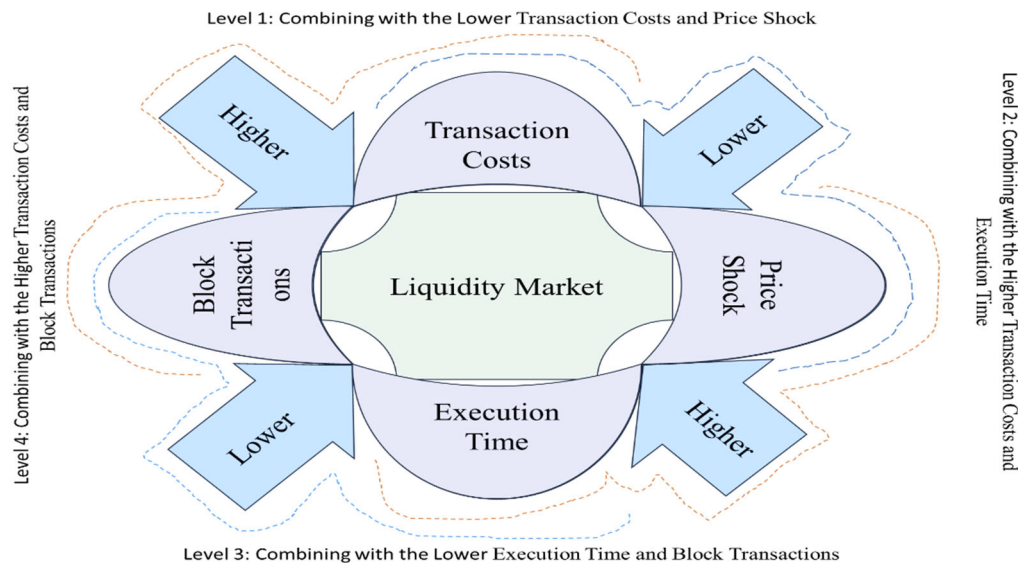 Level 1: Combining with the Lower Transaction Costs and Price Shock
Higher
Transaction
Costs
Lower
Level 4: Combining with the Higher Transaction Costs and
Block Transactions
Block
Transacti
ons
Liquidity Market
Price
Shock
Level 2: Combining with the Higher Transaction Costs and
Execution Time
Lower
Execution
Time
Higher
Level 3: Combining with the Lower Execution Time and Block Transactions